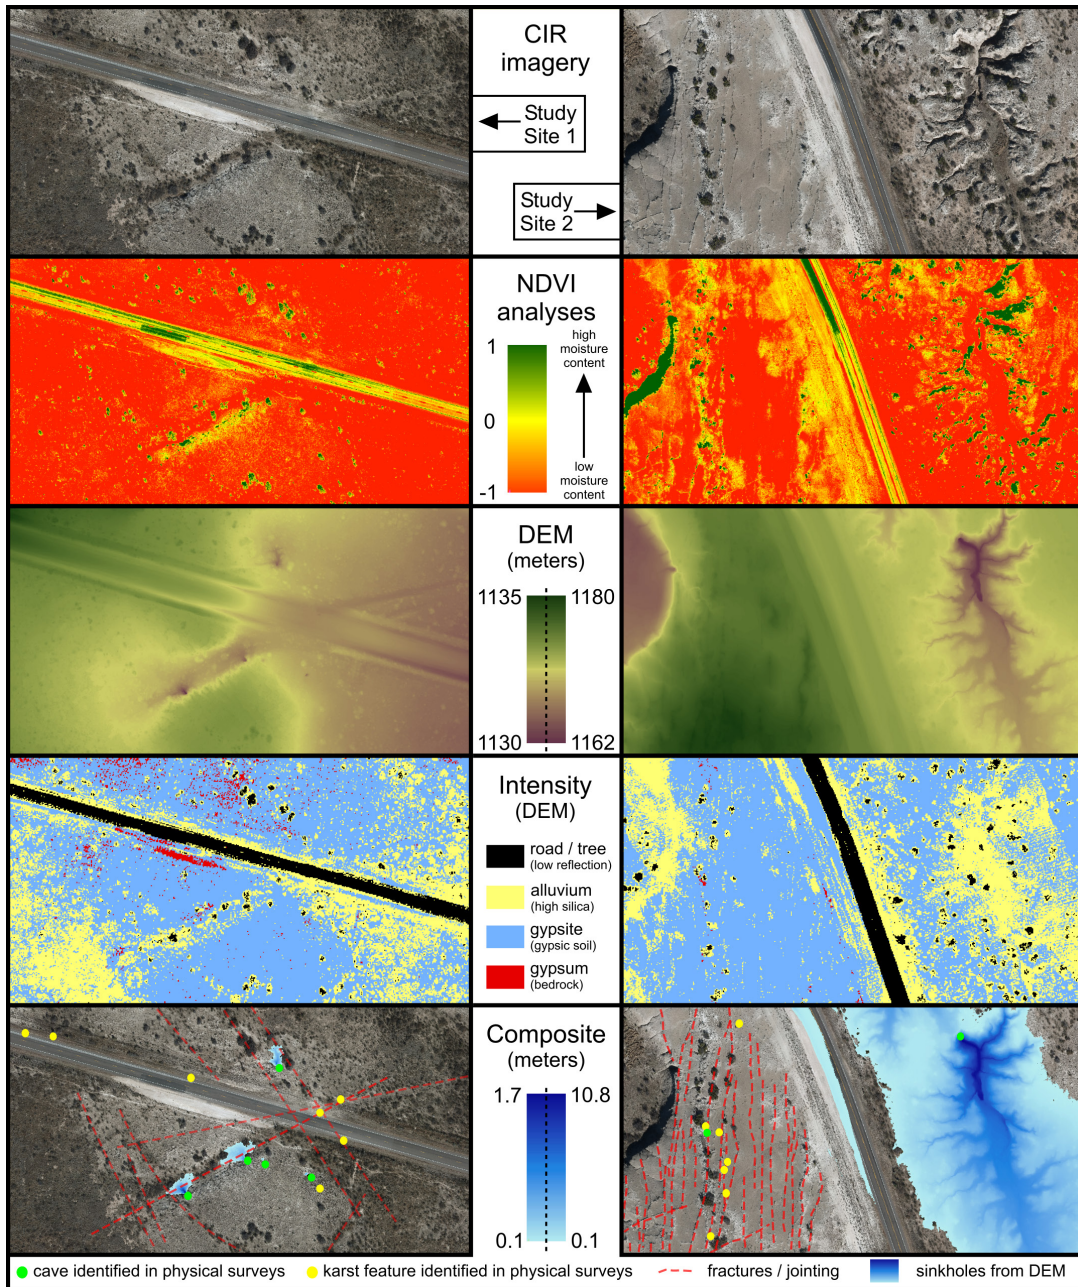 CIR
imagery
Study
Site 1
Study
Site 2
NDVI
analyses
high
moisture
content
1
0
-1
low
moisture
content
DEM
(meters)
1135
1180
1130
1162
Intensity
(DEM)
road / tree
(low reflection)
alluvium
(high silica)
gypsite
(gypsic soil)
gypsum
(bedrock)
Composite
(meters)
1.7
10.8
0.1
0.1
cave identified in physical surveys
karst feature identified in physical surveys
fractures / jointing
sinkholes from DEM